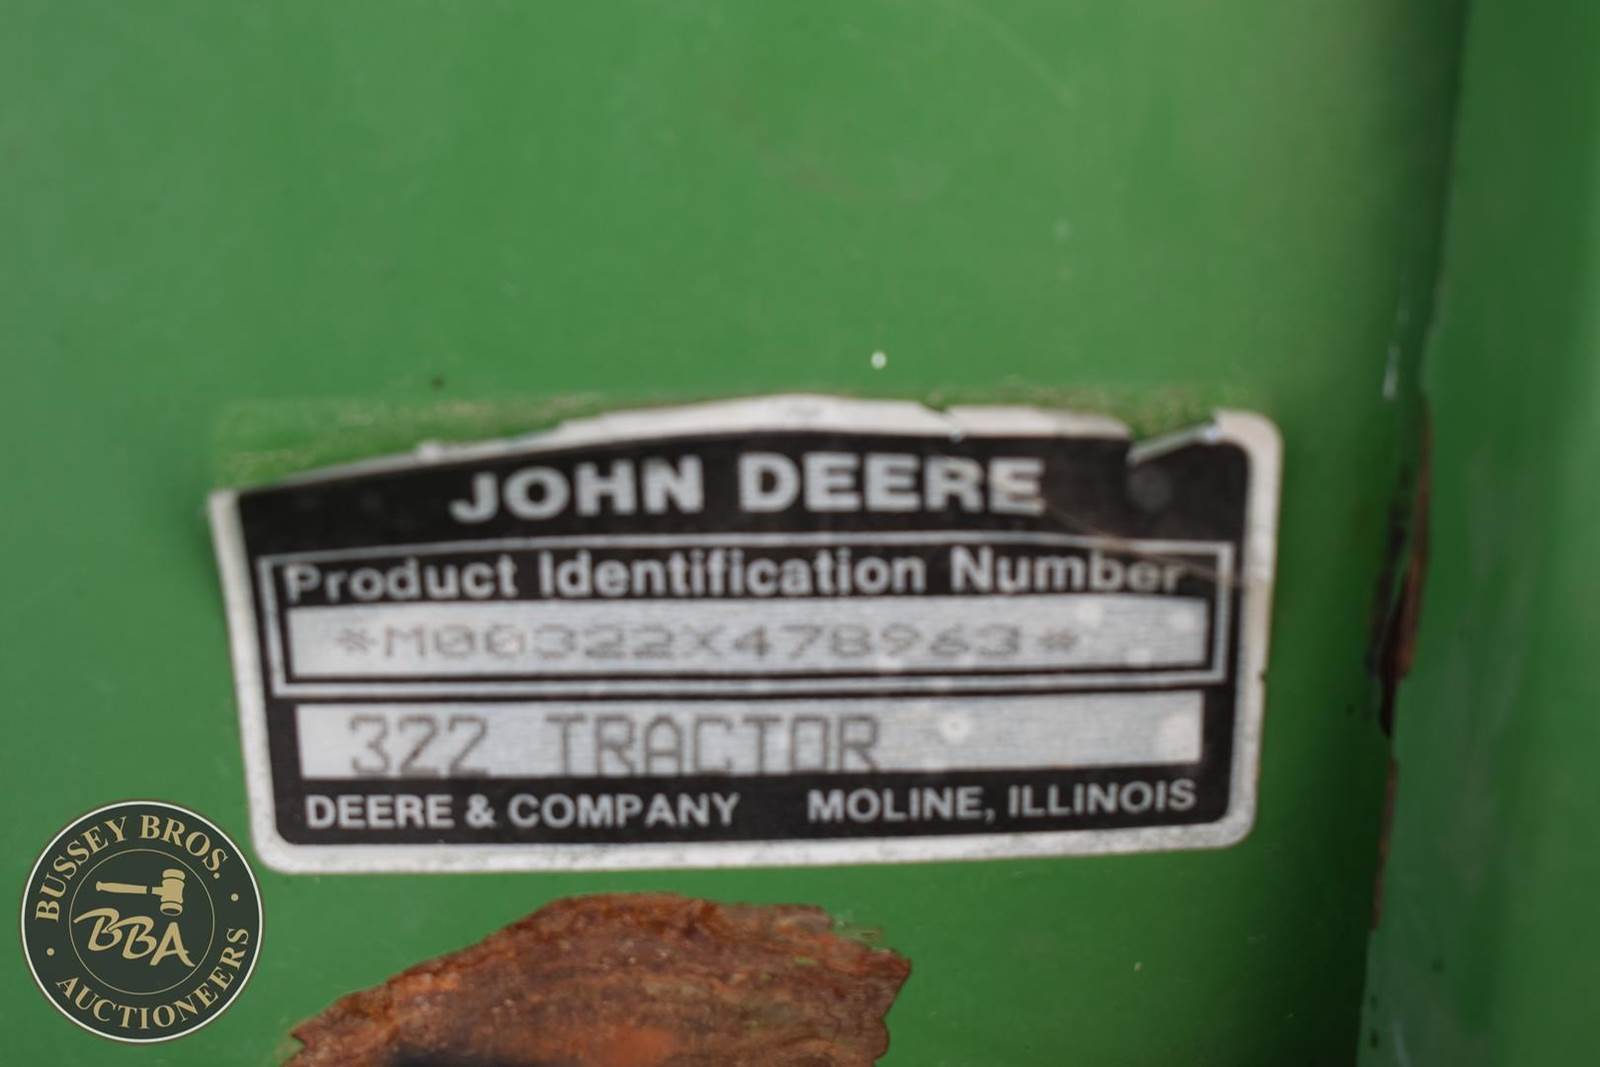 JOHN DEERE
Product Identification Number
*M00322X478963*
322 TRACTOR
DEERE & COMPANY MOLINE, ILLINOIS
BUSSEY BROS.
BBA
AUCTIONEERS